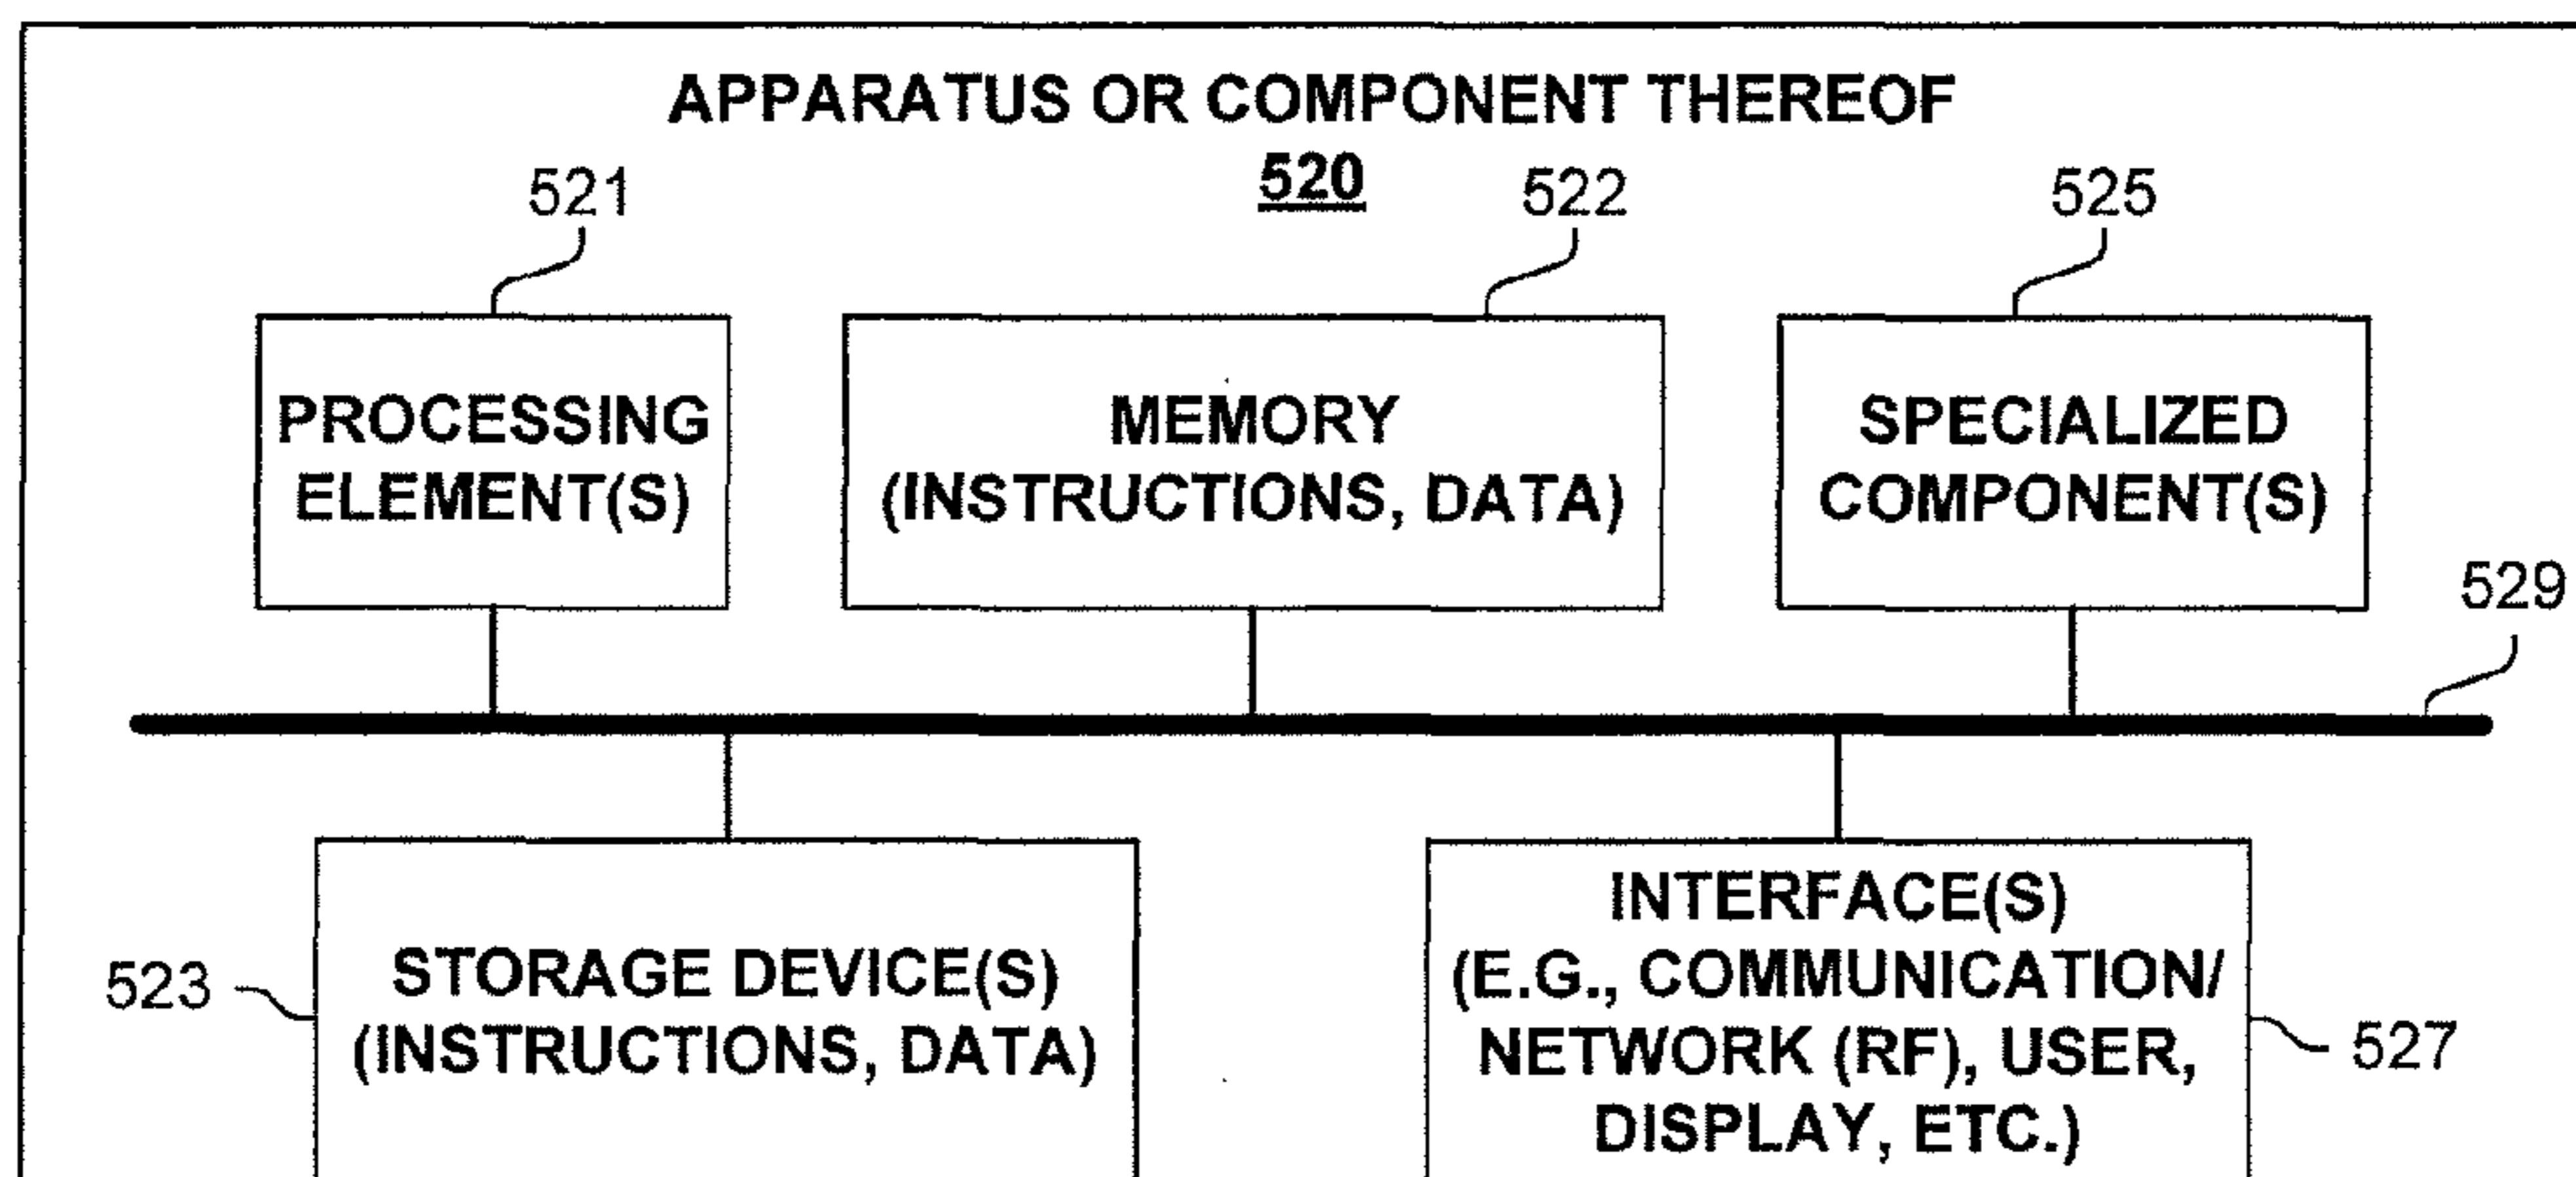 APPARATUS OR COMPONENT THEREOF
520
521
522
525
PROCESSING
ELEMENT(S)
MEMORY
(INSTRUCTIONS, DATA)
SPECIALIZED
COMPONENT(S)
529
523
STORAGE DEVICE(S)
(INSTRUCTIONS, DATA)
INTERFACE(S)
(E.G., COMMUNICATION/
NETWORK (RF), USER,
DISPLAY, ETC.)
527